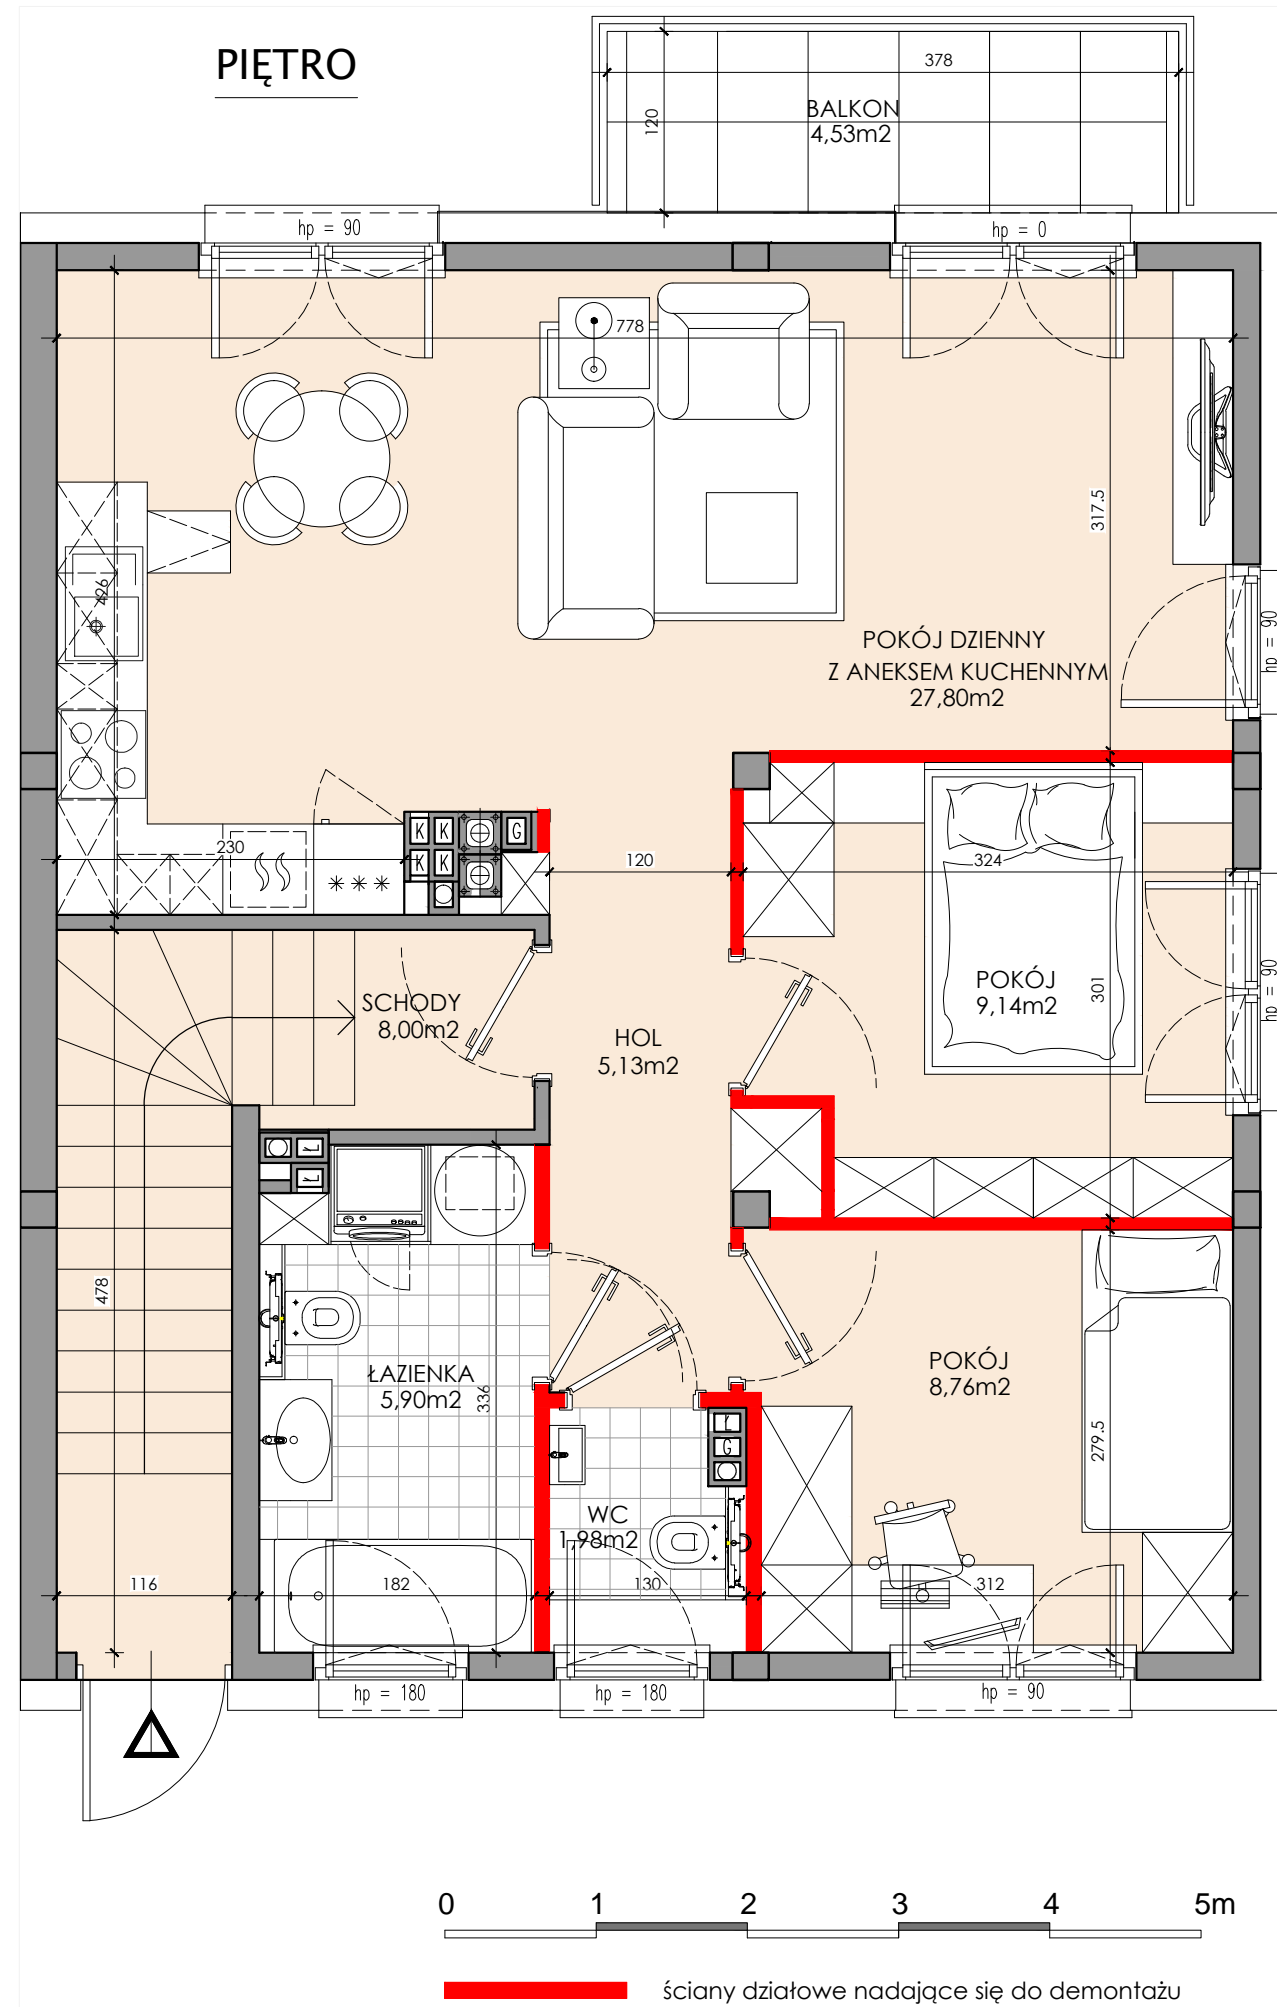 PIĘTRO
378
120
BALKON
4,53m2
hp = 90
hp = 0
778
317.5
426
hp = 90
POKÓJ DZIENNY
Z ANEKSEM KUCHENNYM
27,80m2
K K G
K K
230
120
324
***
SCHODY
8,00m2
POKÓJ
9,14m2
301
hp = 90
HOL
5,13m2
478
ŁAZIENKA
5,90m2
336
POKÓJ
8,76m2
279.5
G
WC
1,98m2
116
182
130
312
hp = 180
hp = 180
hp = 90
0 1 2 3 4 5m
ściany działowe nadające się do demontażu